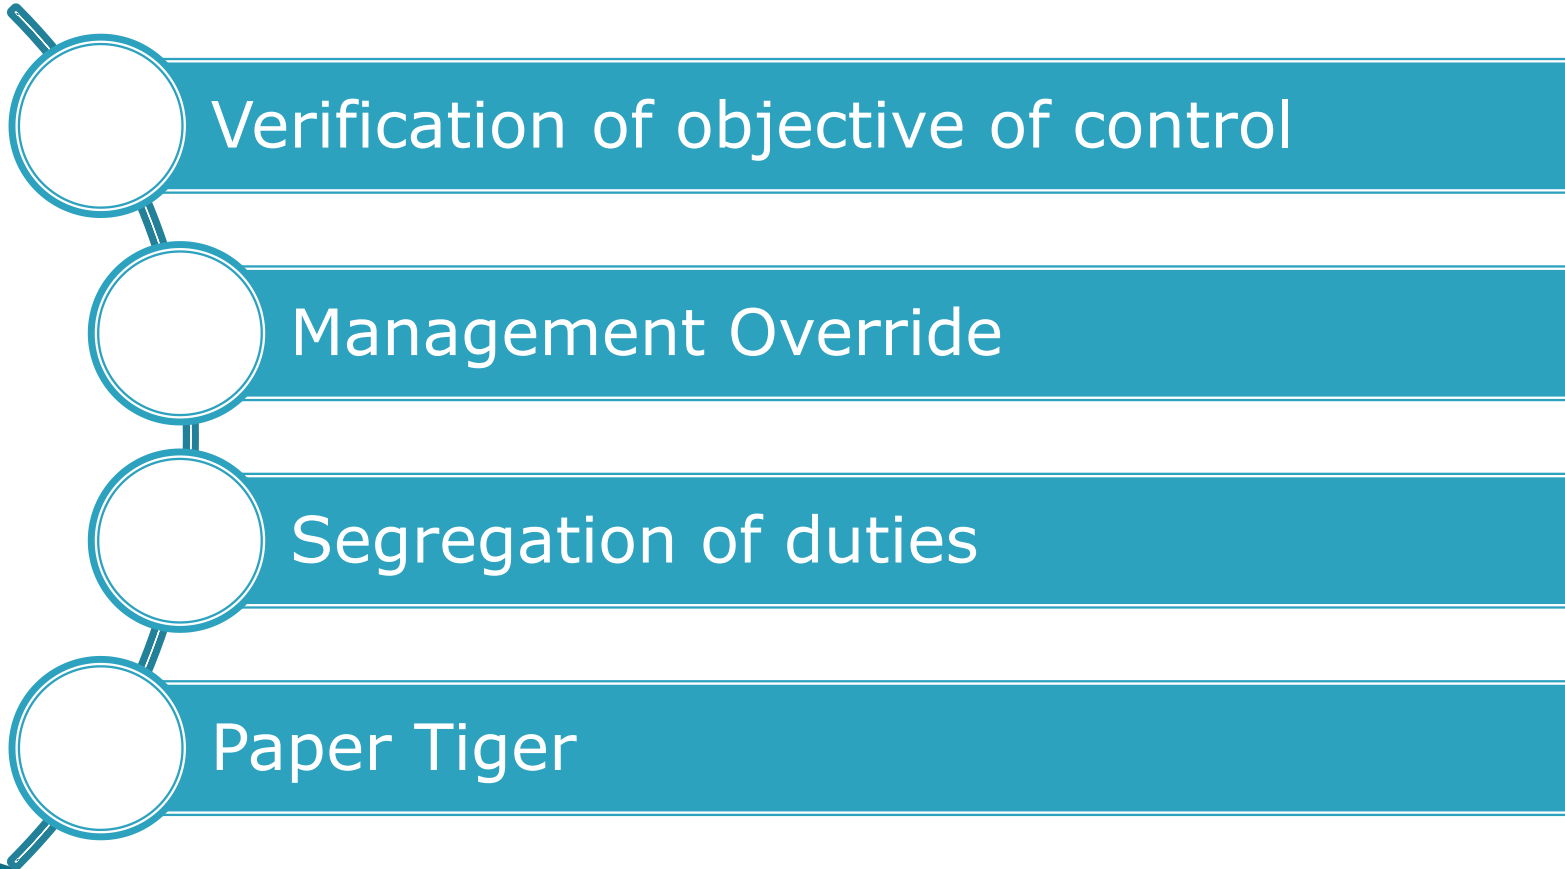 Verification of objective of control
Management Override
Segregation of duties
Paper Tiger